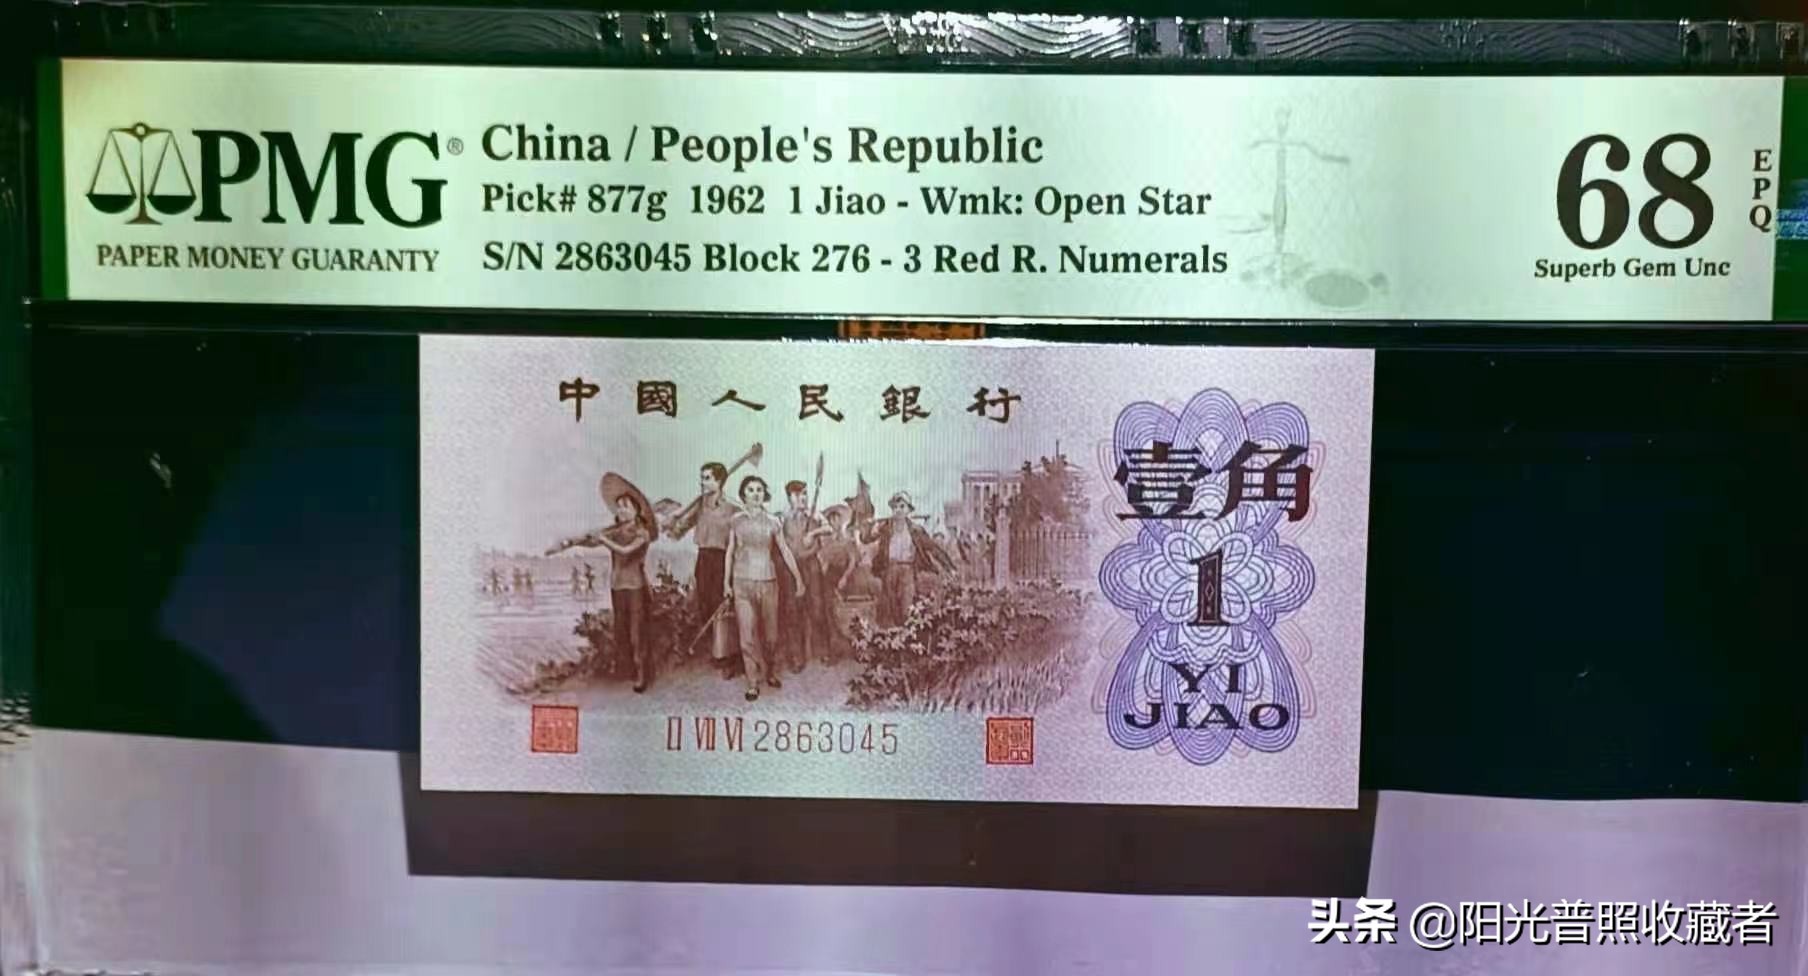 PMG®
PAPER MONEY GUARANTY
China / People's Republic
Pick# 877g 1962 1 Jiao - Wmk: Open Star
S/N 2863045 Block 276 - 3 Red R. Numerals
68
EPQ
Superb Gem Unc
中國人民銀行
壹角
1
YI
JIAO
II VII VI 2863045
头条 @阳光普照收藏者